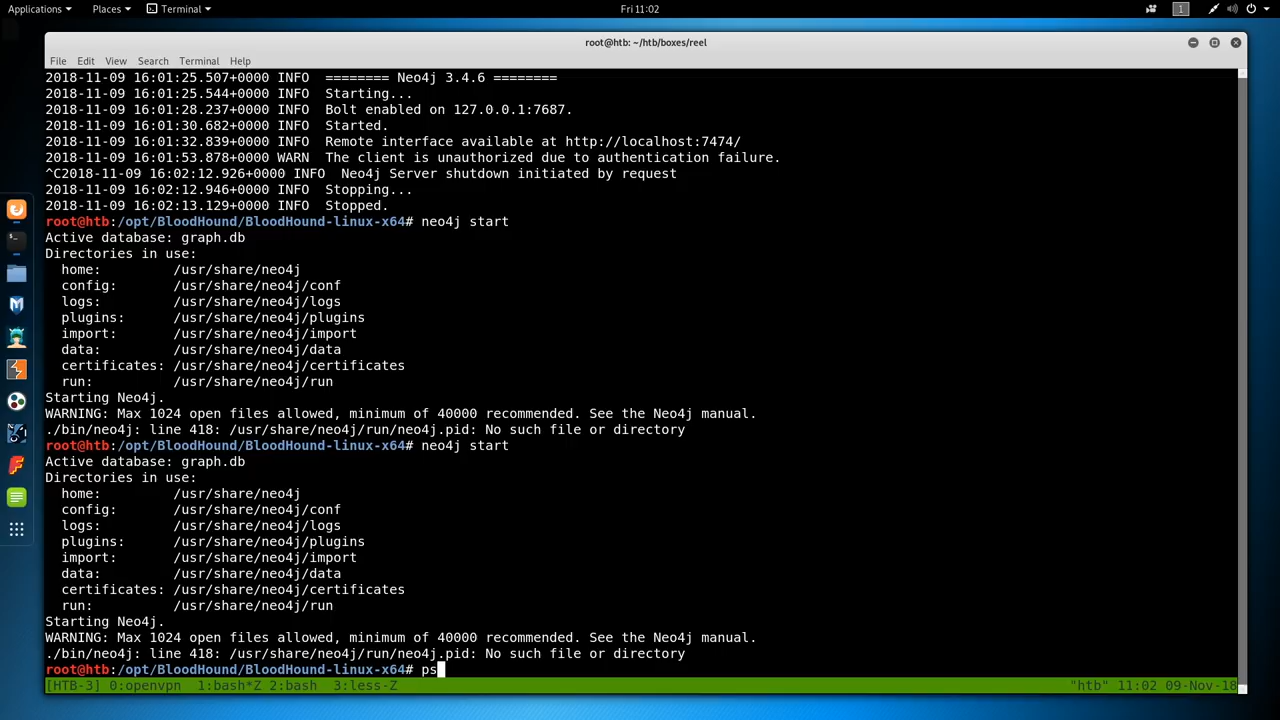 Applications Places Terminal Fri 11:02 1
root@htb: ~/htb/boxes/reel
File Edit View Search Terminal Help
2018-11-09 16:01:25.507+0000 INFO  ======== Neo4j 3.4.6 ========
2018-11-09 16:01:25.544+0000 INFO  Starting...
2018-11-09 16:01:28.237+0000 INFO  Bolt enabled on 127.0.0.1:7687.
2018-11-09 16:01:30.682+0000 INFO  Started.
2018-11-09 16:01:32.839+0000 INFO  Remote interface available at http://localhost:7474/
2018-11-09 16:01:53.878+0000 WARN  The client is unauthorized due to authentication failure.
^C2018-11-09 16:02:12.926+0000 INFO  Neo4j Server shutdown initiated by request
2018-11-09 16:02:12.946+0000 INFO  Stopping...
2018-11-09 16:02:13.129+0000 INFO  Stopped.
root@htb:/opt/BloodHound/BloodHound-linux-x64# neo4j start
Active database: graph.db
Directories in use:
  home:         /usr/share/neo4j
  config:       /usr/share/neo4j/conf
  logs:         /usr/share/neo4j/logs
  plugins:      /usr/share/neo4j/plugins
  import:       /usr/share/neo4j/import
  data:         /usr/share/neo4j/data
  certificates: /usr/share/neo4j/certificates
  run:          /usr/share/neo4j/run
Starting Neo4j.
WARNING: Max 1024 open files allowed, minimum of 40000 recommended. See the Neo4j manual.
./bin/neo4j: line 418: /usr/share/neo4j/run/neo4j.pid: No such file or directory
root@htb:/opt/BloodHound/BloodHound-linux-x64# neo4j start
Active database: graph.db
Directories in use:
  home:         /usr/share/neo4j
  config:       /usr/share/neo4j/conf
  logs:         /usr/share/neo4j/logs
  plugins:      /usr/share/neo4j/plugins
  import:       /usr/share/neo4j/import
  data:         /usr/share/neo4j/data
  certificates: /usr/share/neo4j/certificates
  run:          /usr/share/neo4j/run
Starting Neo4j.
WARNING: Max 1024 open files allowed, minimum of 40000 recommended. See the Neo4j manual.
./bin/neo4j: line 418: /usr/share/neo4j/run/neo4j.pid: No such file or directory
root@htb:/opt/BloodHound/BloodHound-linux-x64# ps
[HTB-3] 0:openvpn  1:bash*Z 2:bash  3:less-Z "htb" 11:02 09-Nov-18